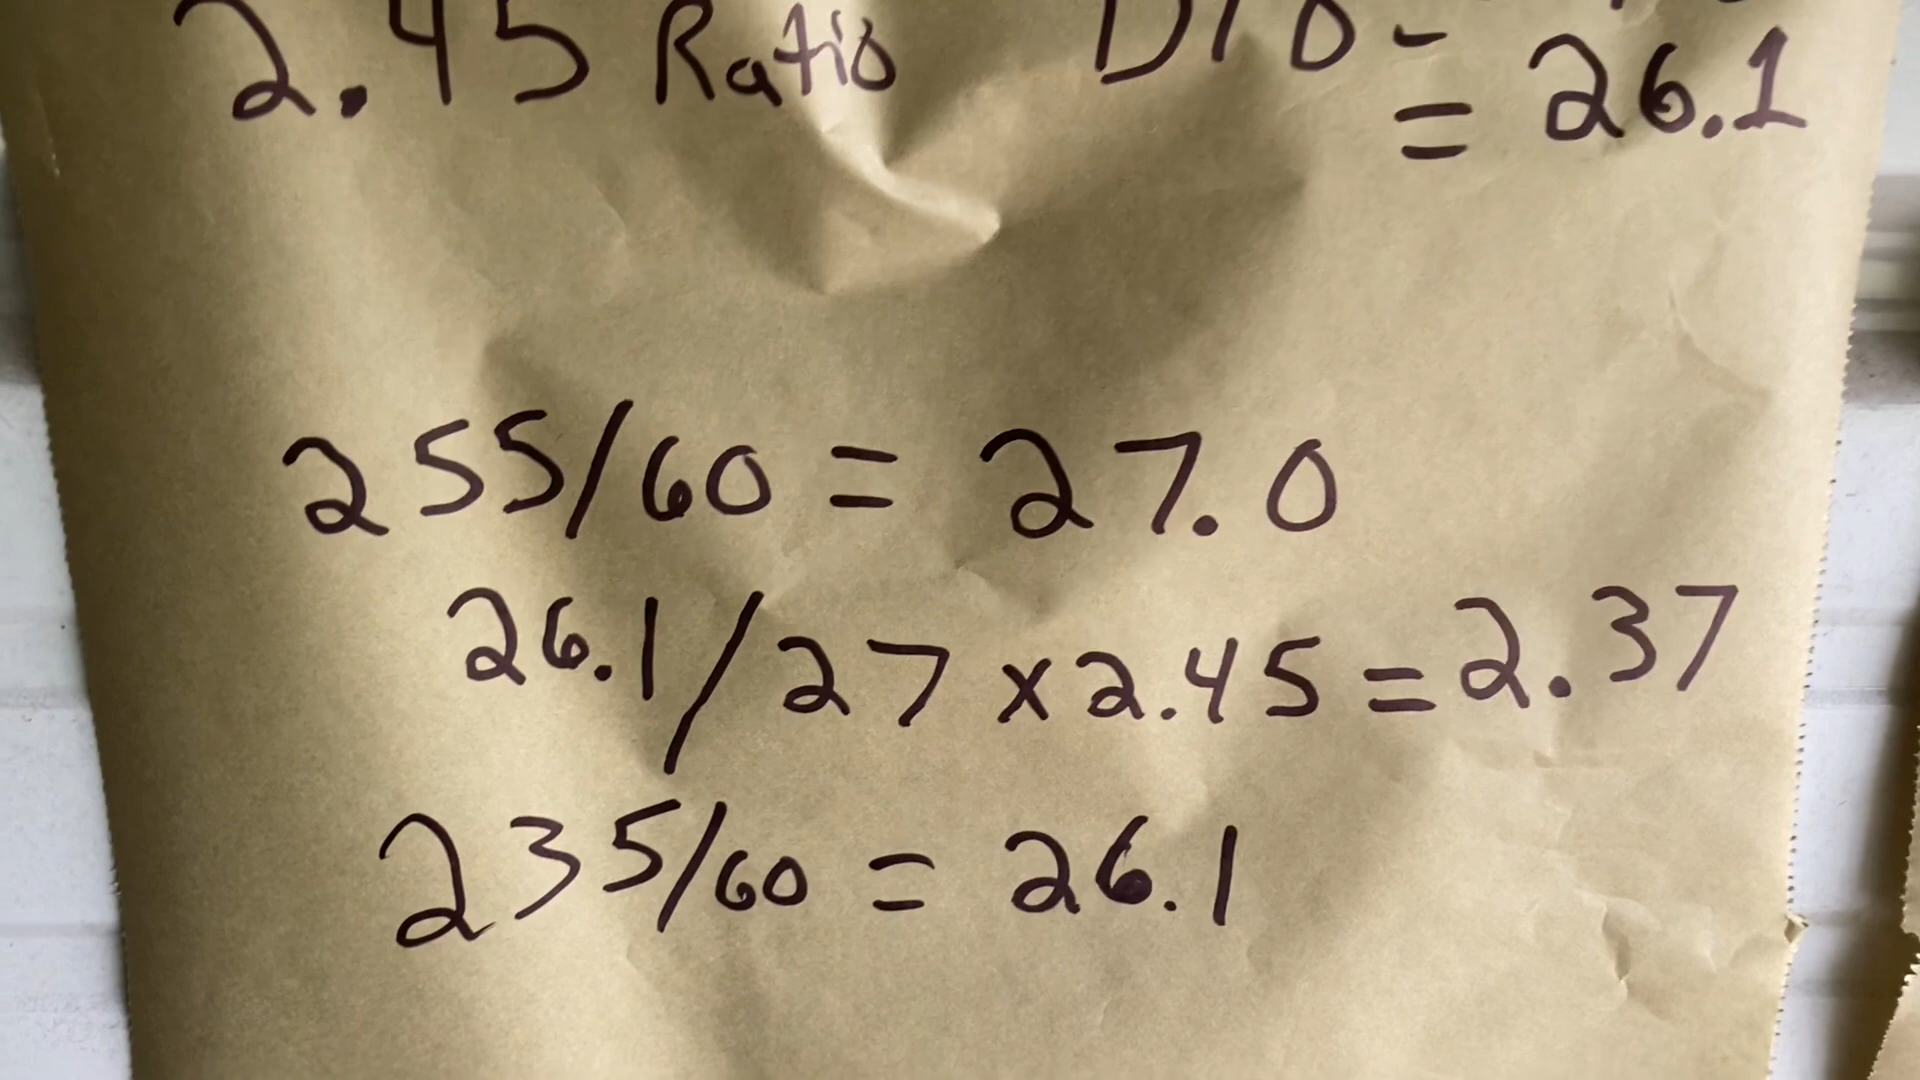 2.45 Ratio
= 26.1
255/60 = 27.0
26.1/27 x 2.45 = 2.37
235/60 = 26.1